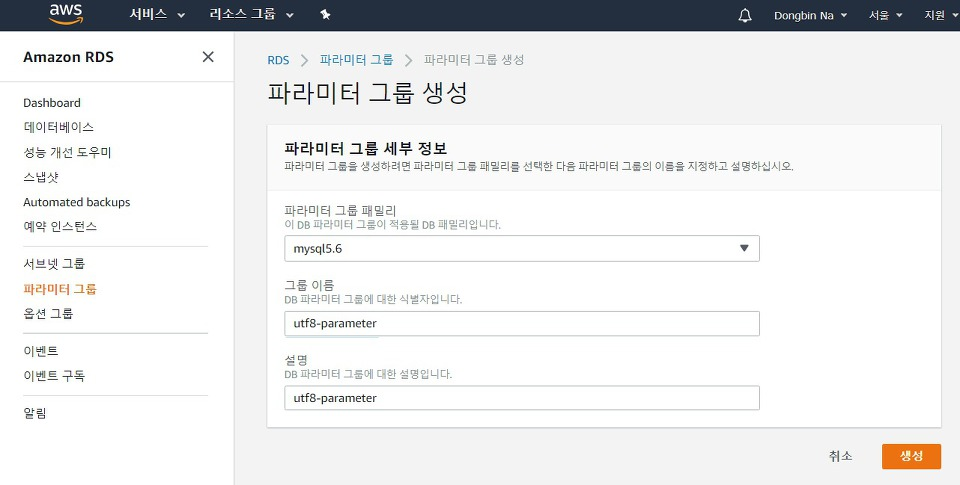 aws 서비스 리소스 그룹 Dongbin Na 서울 지원
Amazon RDS
Dashboard
데이터베이스
성능 개선 도우미
스냅샷
Automated backups
예약 인스턴스
서브넷 그룹
파라미터 그룹
옵션 그룹
이벤트
이벤트 구독
알림
RDS 파라미터 그룹 파라미터 그룹 생성
파라미터 그룹 생성
파라미터 그룹 세부 정보
파라미터 그룹을 생성하려면 파라미터 그룹 패밀리를 선택한 다음 파라미터 그룹의 이름을 지정하고 설명하십시오.
파라미터 그룹 패밀리
이 DB 파라미터 그룹이 적용될 DB 패밀리입니다.
mysql5.6
그룹 이름
DB 파라미터 그룹에 대한 식별자입니다.
utf8-parameter
설명
DB 파라미터 그룹에 대한 설명입니다.
utf8-parameter
취소 생성